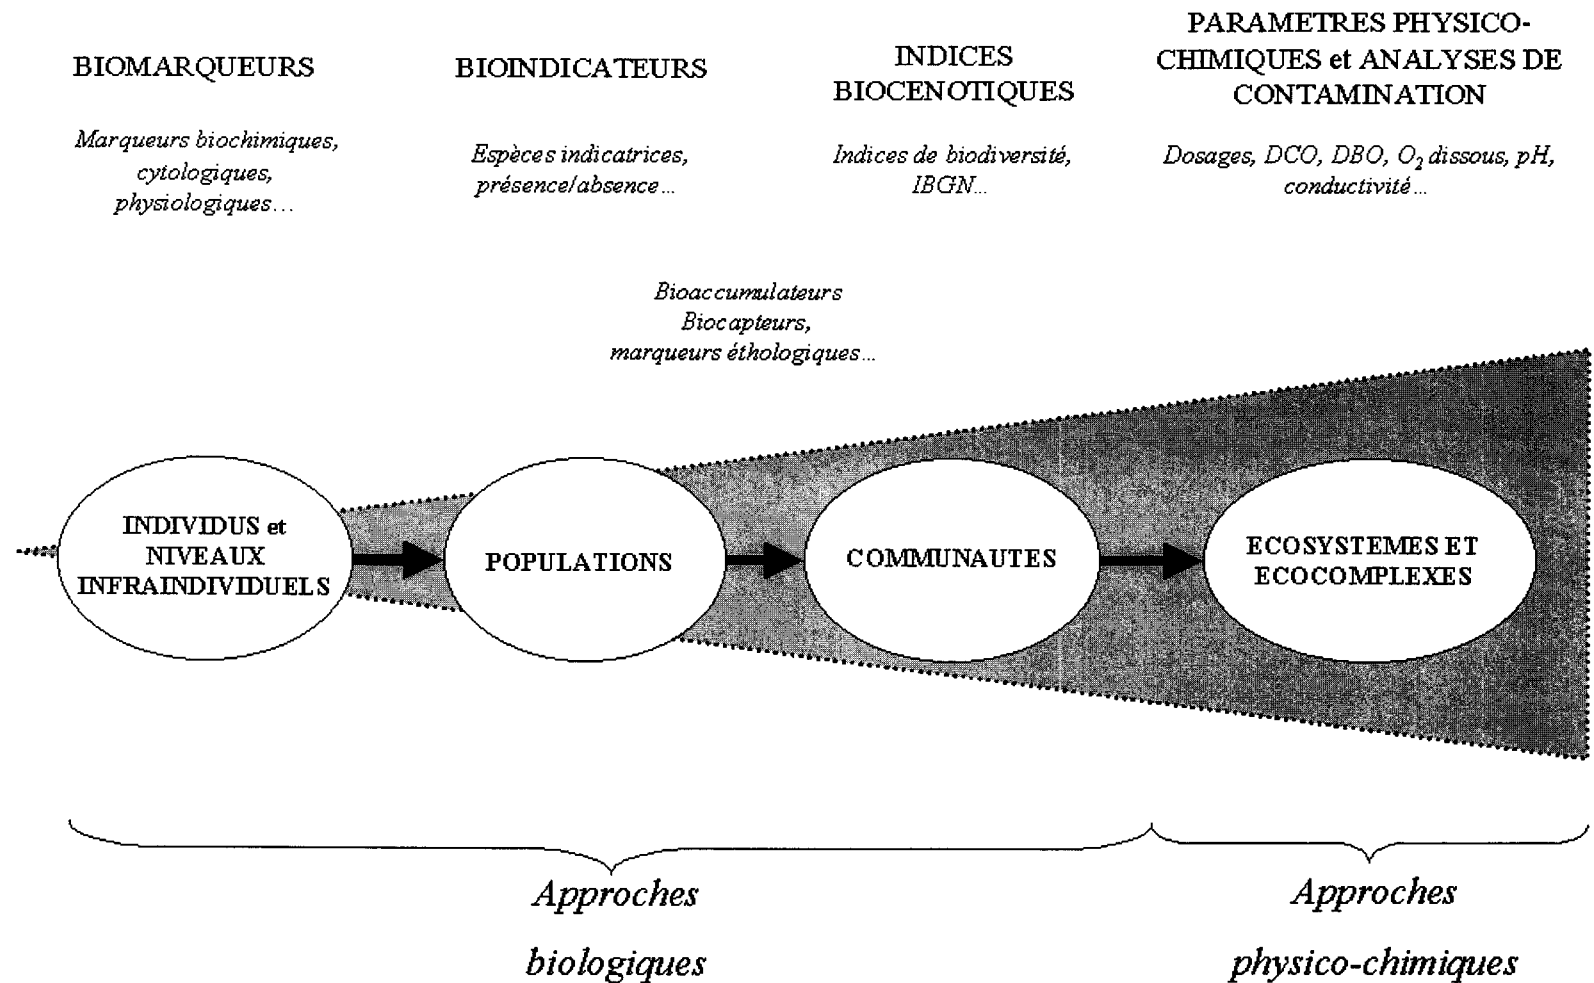 BIOMARQUEURS
Marqueurs biochimiques,
cytologiques,
physiologiques…
BIOINDICATEURS
Espèces indicatrices,
présence/absence…
INDICES
BIOCENOTIQUES
Indices de biodiversité,
IBGN…
PARAMETRES PHYSICO-
CHIMIQUES et ANALYSES DE
CONTAMINATION
Dosages, DCO, DBO, O₂ dissous, pH,
conductivité…
Bioaccumulateurs
Biocapteurs,
marqueurs éthologiques…
INDIVIDUS et
NIVEAUX
INFRAINDIVIDUELS
POPULATIONS
COMMUNAUTES
ECOSYSTEMES ET
ECOCOMPLEXES
Approches
biologiques
Approches
physico-chimiques